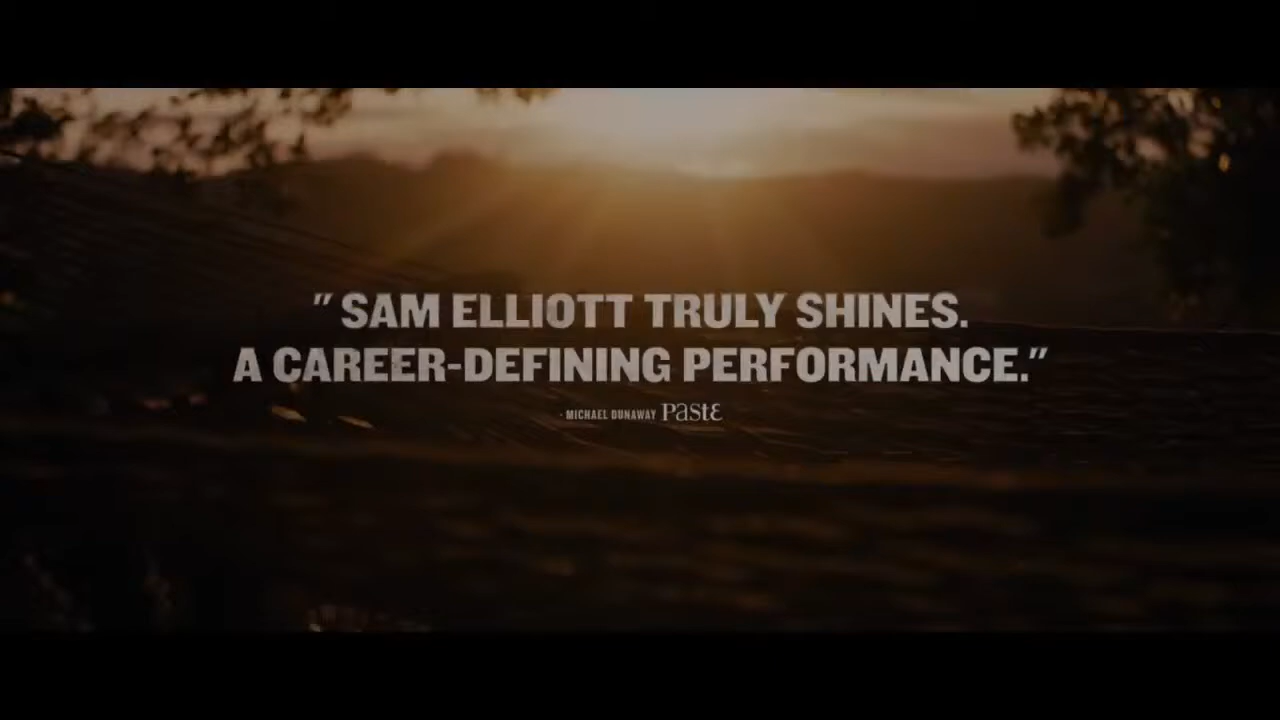 " SAM ELLIOTT TRULY SHINES.
A CAREER-DEFINING PERFORMANCE."
- MICHAEL DUNAWAY Paste